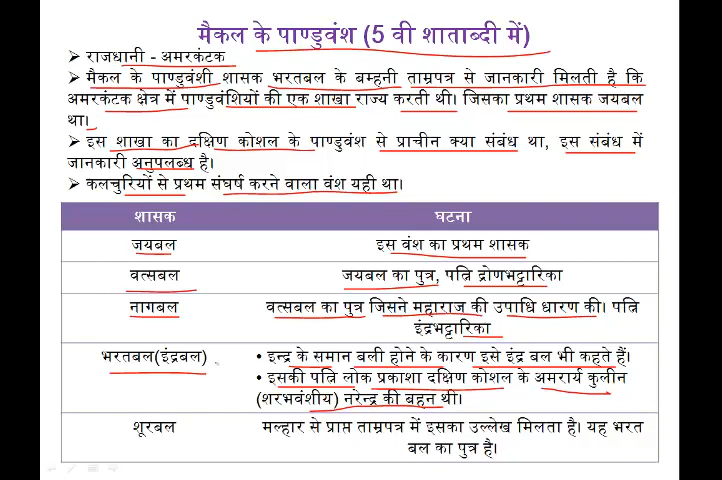 मैकल के पाण्डुवंश (5 वी शाताब्दी में)
➢ राजधानी - अमरकंटक
➢ मैकल के पाण्डुवंशी शासक भरतबल के बम्हनी ताम्रपत्र से जानकारी मिलती है कि
अमरकंटक क्षेत्र में पाण्डुवंशियों की एक शाखा राज्य करती थी। जिसका प्रथम शासक जयबल
था।
➢ इस शाखा का दक्षिण कोशल के पाण्डुवंश से प्राचीन क्या संबंध था, इस संबंध में
जानकारी अनुपलब्ध है।
➢ कलचुरियों से प्रथम संघर्ष करने वाला वंश यही था।
शासक घटना
जयबल इस वंश का प्रथम शासक
वत्सबल जयबल का पुत्र, पत्नि द्रोणभट्टारिका
नागबल वत्सबल का पुत्र जिसने महाराज की उपाधि धारण की। पत्नि
इंद्रभट्टारिका
भरतबल(इंद्रबल) • इन्द्र के समान बली होने के कारण इसे इंद्र बल भी कहते हैं।
• इसकी पत्नि लोक प्रकाशा दक्षिण कोसल के अमरार्य कुलीन
(शरभवंशीय) नरेन्द्र की बहन थी।
शूरबल मल्हार से प्राप्त ताम्रपत्र में इसका उल्लेख मिलता है। यह भरत
बल का पुत्र है।